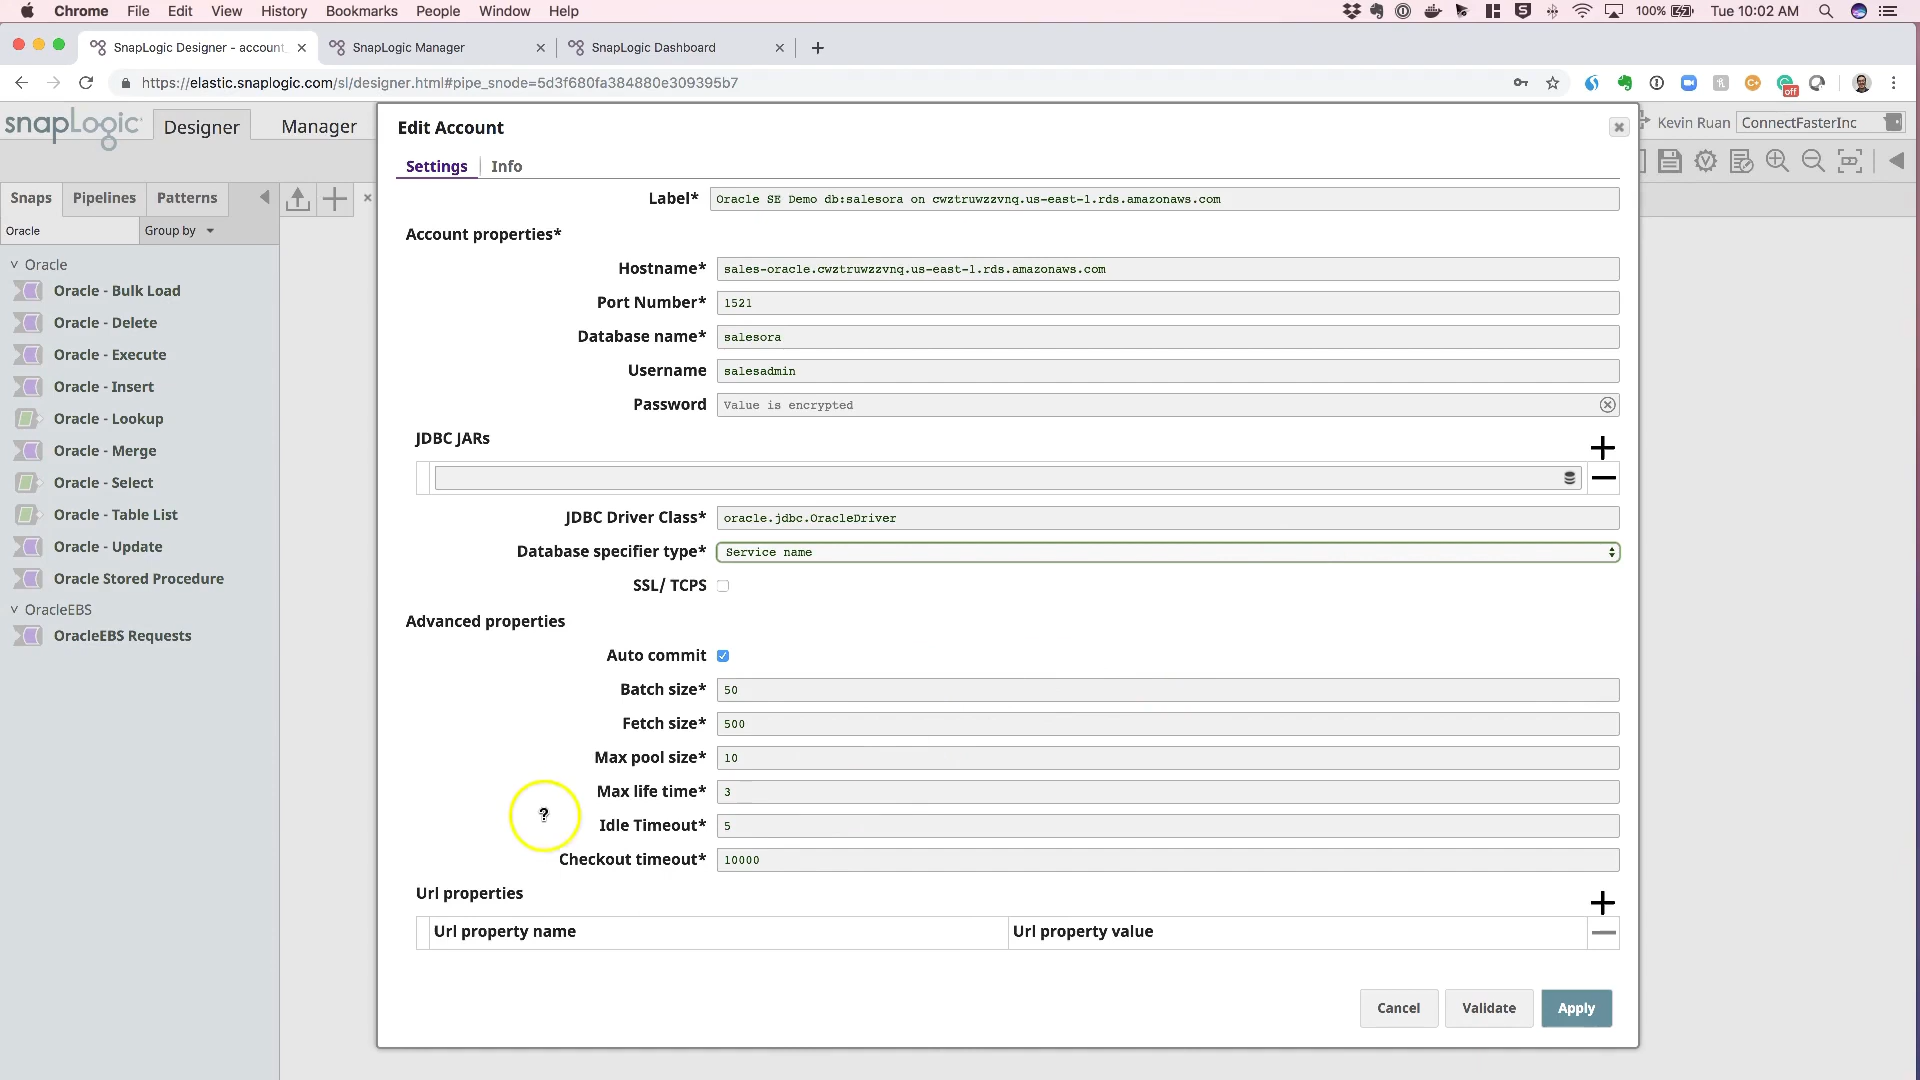 Chrome File Edit View History Bookmarks People Window Help 100% Tue 10:02 AM
SnapLogic Designer - account SnapLogic Manager SnapLogic Dashboard
https://elastic.snaplogic.com/sl/designer.html#pipe_snode=5d3f680fa384880e309395b7
off
snapLogic Designer Manager
Kevin Ruan ConnectFasterInc
Snaps Pipelines Patterns
Oracle Group by
Oracle
Oracle - Bulk Load
Oracle - Delete
Oracle - Execute
Oracle - Insert
Oracle - Lookup
Oracle - Merge
Oracle - Select
Oracle - Table List
Oracle - Update
Oracle Stored Procedure
OracleEBS
OracleEBS Requests
Edit Account
Settings Info
Label* Oracle SE Demo db:salesora on cwztruwzzvnq.us-east-1.rds.amazonaws.com
Account properties*
Hostname* sales-oracle.cwztruwzzvnq.us-east-1.rds.amazonaws.com
Port Number* 1521
Database name* salesora
Username salesadmin
Password Value is encrypted
JDBC JARs
JDBC Driver Class* oracle.jdbc.OracleDriver
Database specifier type* Service name
SSL/ TCPS
Advanced properties
Auto commit
Batch size* 50
Fetch size* 500
Max pool size* 10
Max life time* 3
?
Idle Timeout* 5
Checkout timeout* 10000
Url properties
Url property name Url property value
Cancel Validate Apply